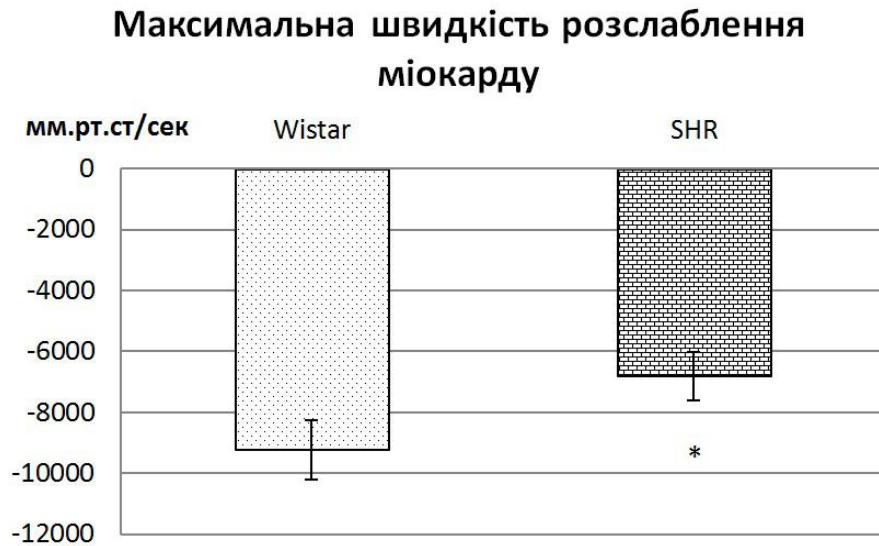 Максимальна швидкість розслаблення
міокарду
мм.рт.ст/сек
Wistar
SHR
0
-2000
-4000
-6000
-8000
*
-10000
-12000